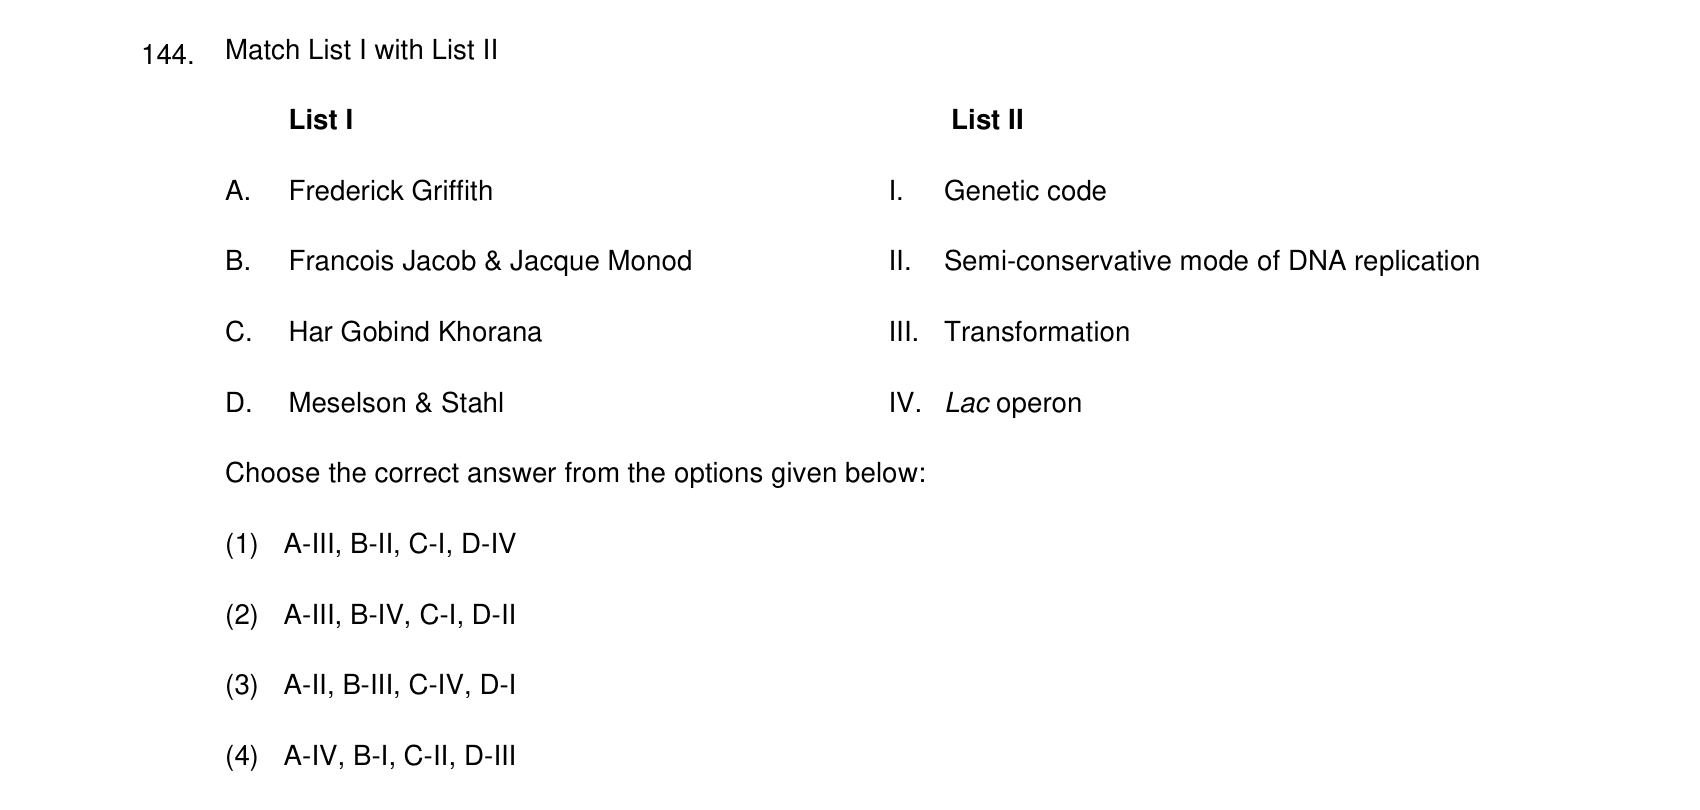 144. Match List I with List II
List I List II
A. Frederick Griffith I. Genetic code
B. Francois Jacob & Jacque Monod II. Semi-conservative mode of DNA replication
C. Har Gobind Khorana III. Transformation
D. Meselson & Stahl IV. Lac operon
Choose the correct answer from the options given below:
(1) A-III, B-II, C-I, D-IV
(2) A-III, B-IV, C-I, D-II
(3) A-II, B-III, C-IV, D-I
(4) A-IV, B-I, C-II, D-III